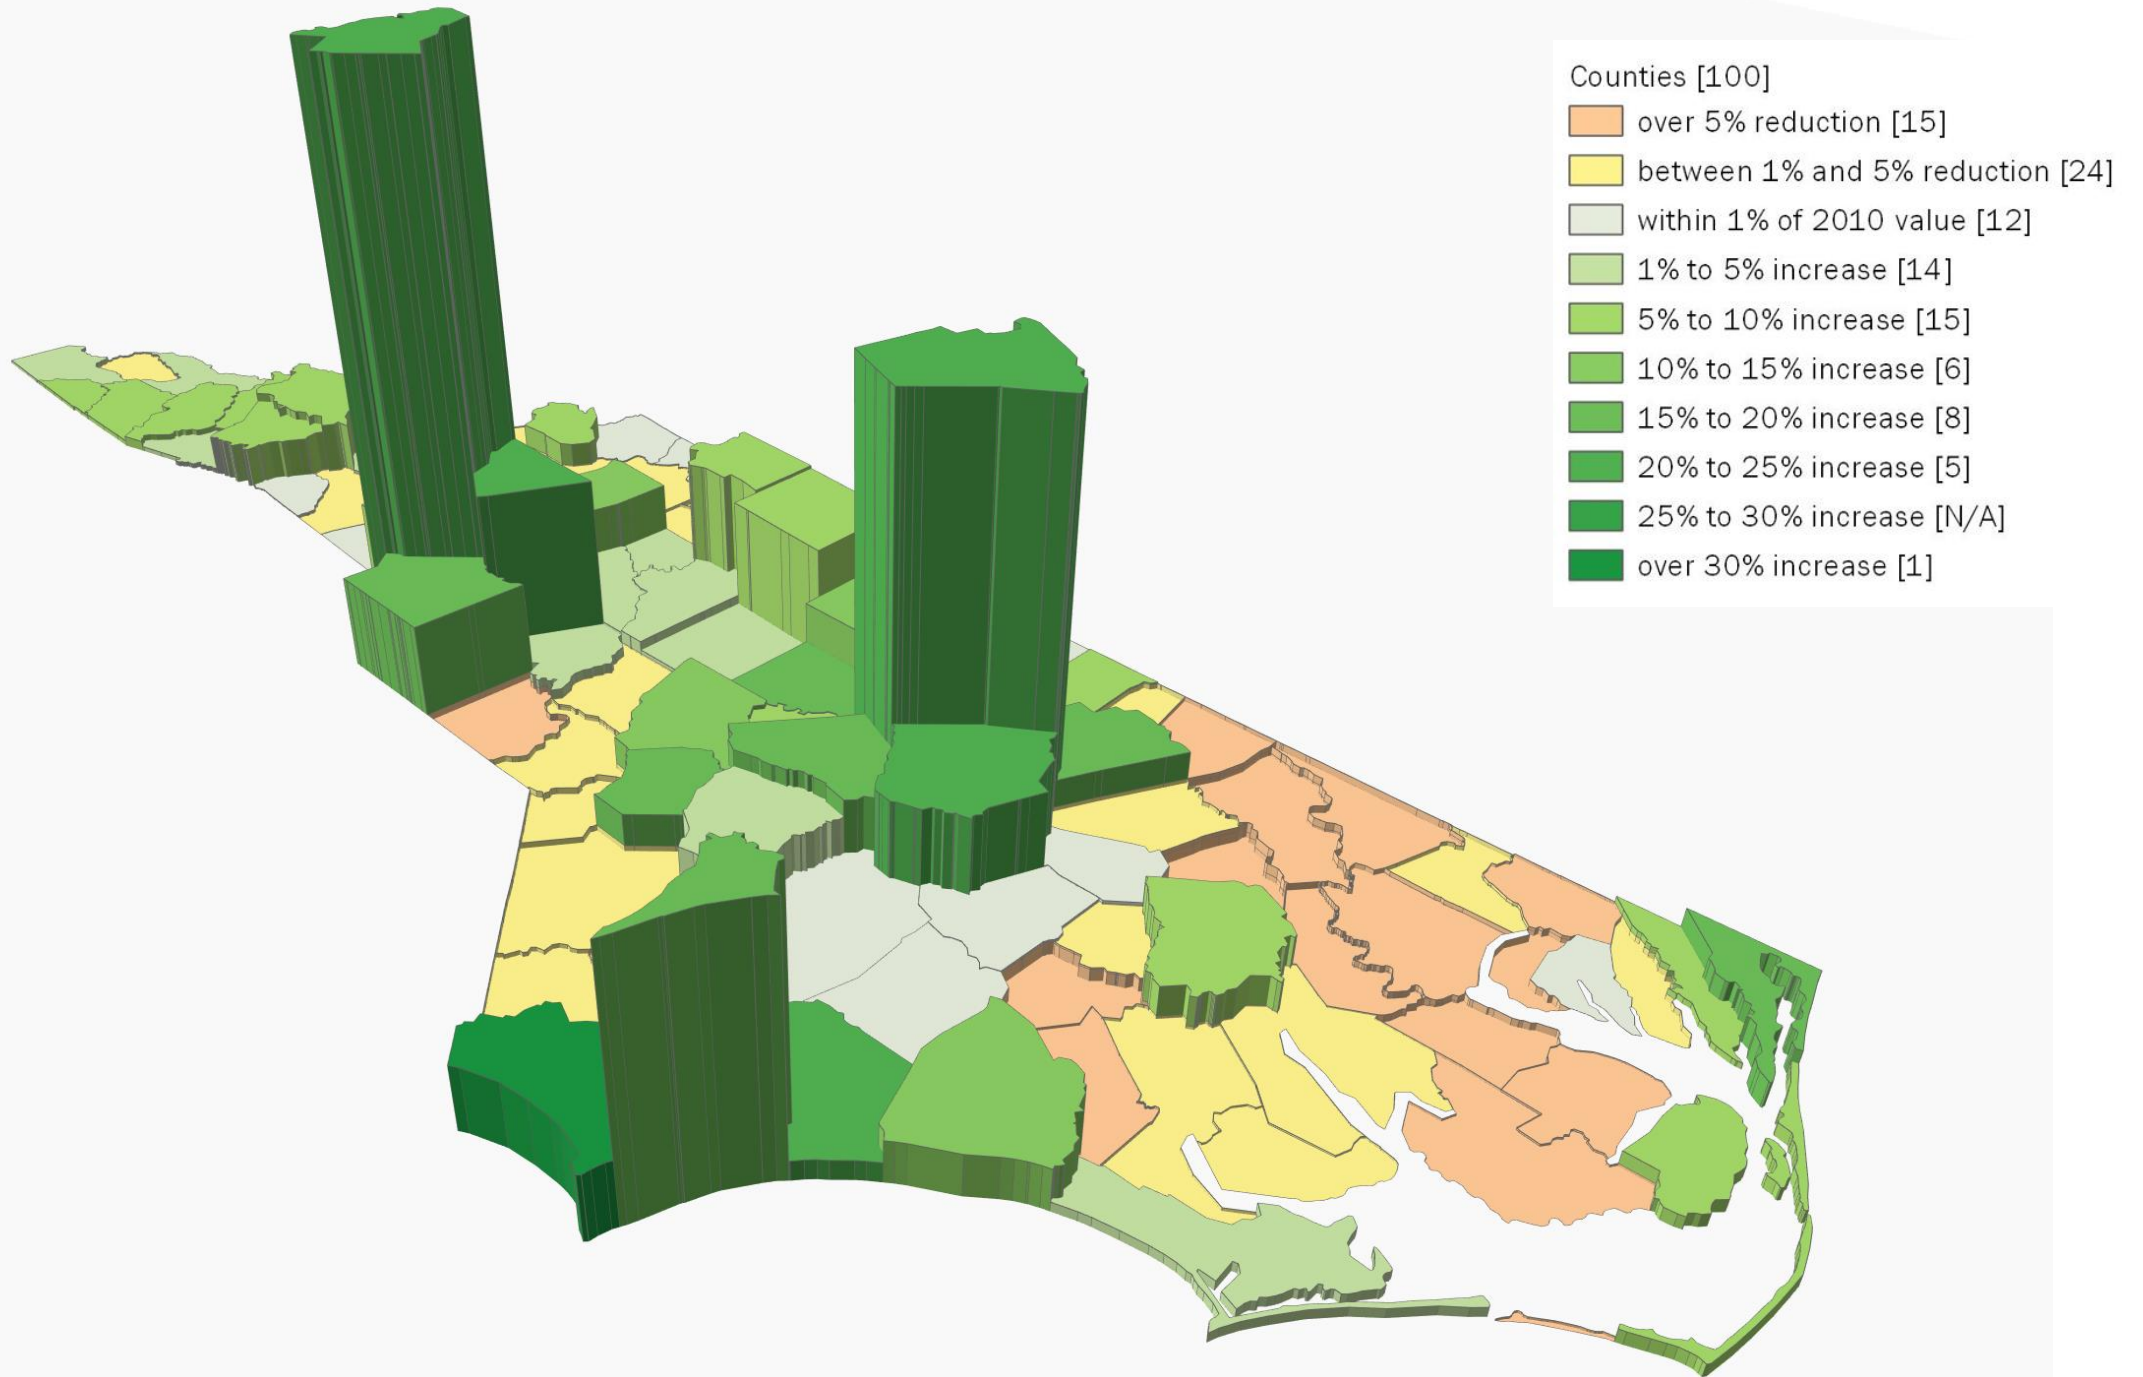 Counties [100]
over 5% reduction [15]
between 1% and 5% reduction [24]
within 1% of 2010 value [12]
1% to 5% increase [14]
5% to 10% increase [15]
10% to 15% increase [6]
15% to 20% increase [8]
20% to 25% increase [5]
25% to 30% increase [N/A]
over 30% increase [1]